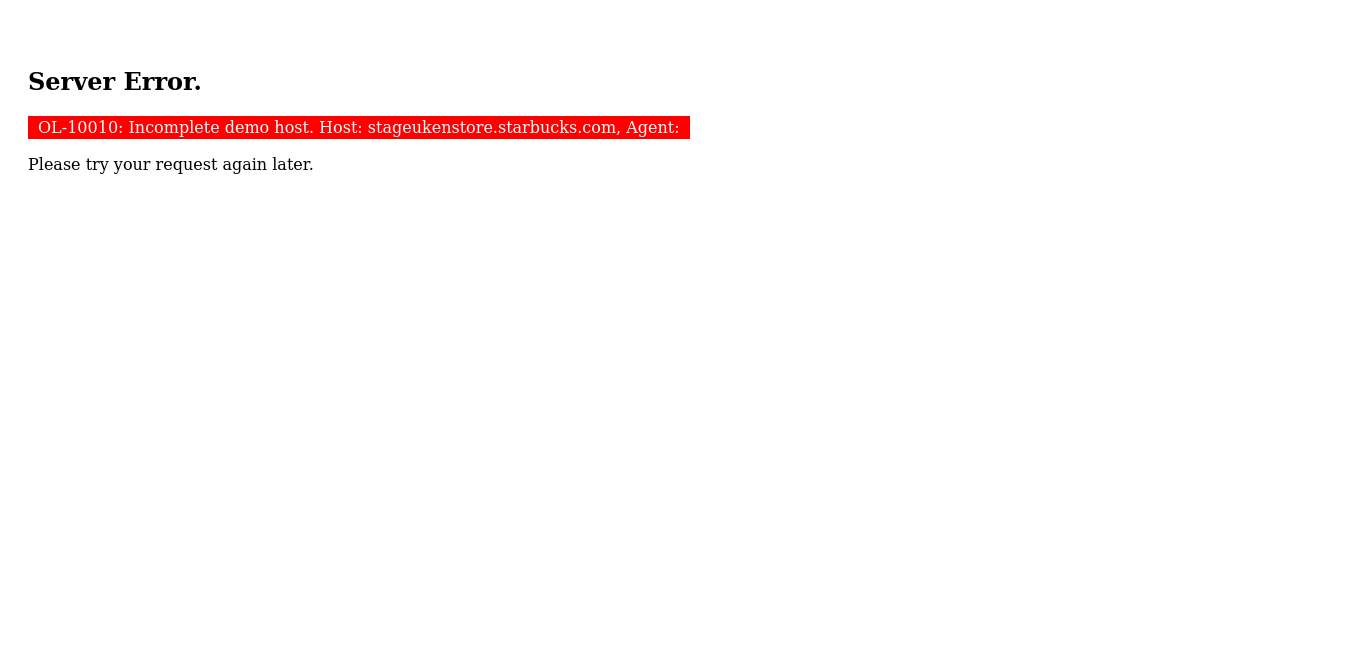 Server Error.
OL-10010: Incomplete demo host. Host: stageukenstore.starbucks.com, Agent:
Please try your request again later.